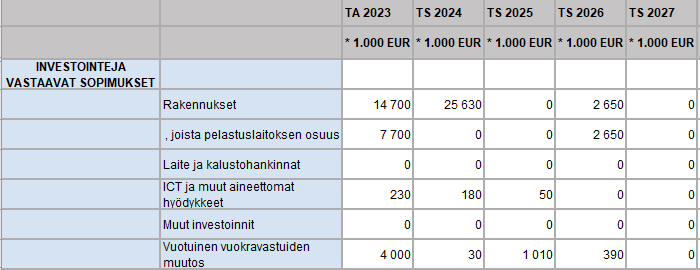 TA 2023 TS 2024 TS 2025 TS 2026 TS 2027
* 1.000 EUR * 1.000 EUR * 1.000 EUR * 1.000 EUR * 1.000 EUR
INVESTOINTEJA
VASTAAVAT SOPIMUKSET
Rakennukset 14 700 25 630 0 2 650 0
, joista pelastuslaitoksen osuus 7 700 0 0 2 650 0
Laite ja kalustohankinnat 0 0 0 0 0
ICT ja muut aineettomat
hyödykkeet 230 180 50 0 0
Muut investoinnit 0 0 0 0 0
Vuotuinen vuokravastuiden
muutos 4 000 30 1 010 390 0